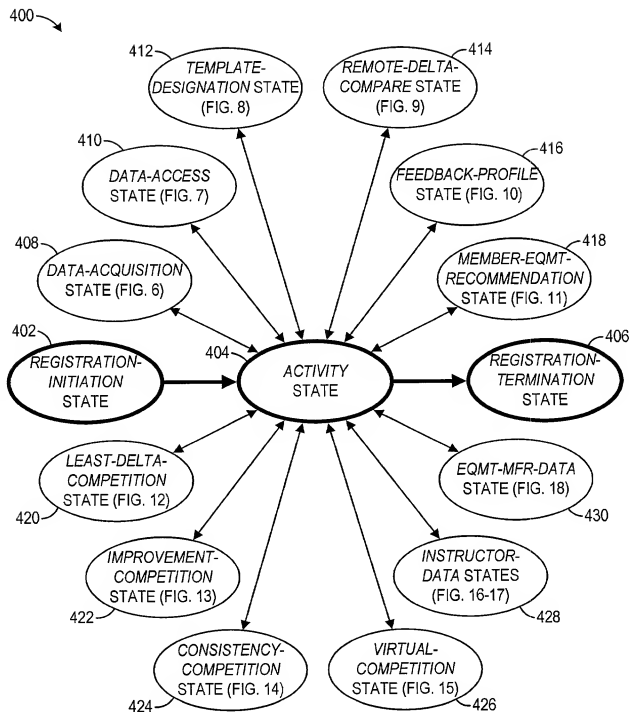 400
412
TEMPLATE-
DESIGNATION STATE
(FIG. 8)
414
REMOTE-DELTA-
COMPARE STATE
(FIG. 9)
410
DATA-ACCESS
STATE (FIG. 7)
416
FEEDBACK-PROFILE
STATE (FIG. 10)
408
DATA-ACQUISITION
STATE (FIG. 6)
418
MEMBER-EQMT-
RECOMMENDATION
STATE (FIG. 11)
402
REGISTRATION-
INITIATION
STATE
404
ACTIVITY
STATE
406
REGISTRATION-
TERMINATION
STATE
LEAST-DELTA-
COMPETITION
STATE (FIG. 12)
420
EQMT-MFR-DATA
STATE (FIG. 18)
430
IMPROVEMENT-
COMPETITION
STATE (FIG. 13)
422
INSTRUCTOR-
DATA STATES
(FIG. 16-17)
428
CONSISTENCY-
COMPETITION
STATE (FIG. 14)
424
VIRTUAL-
COMPETITION
STATE (FIG. 15)
426